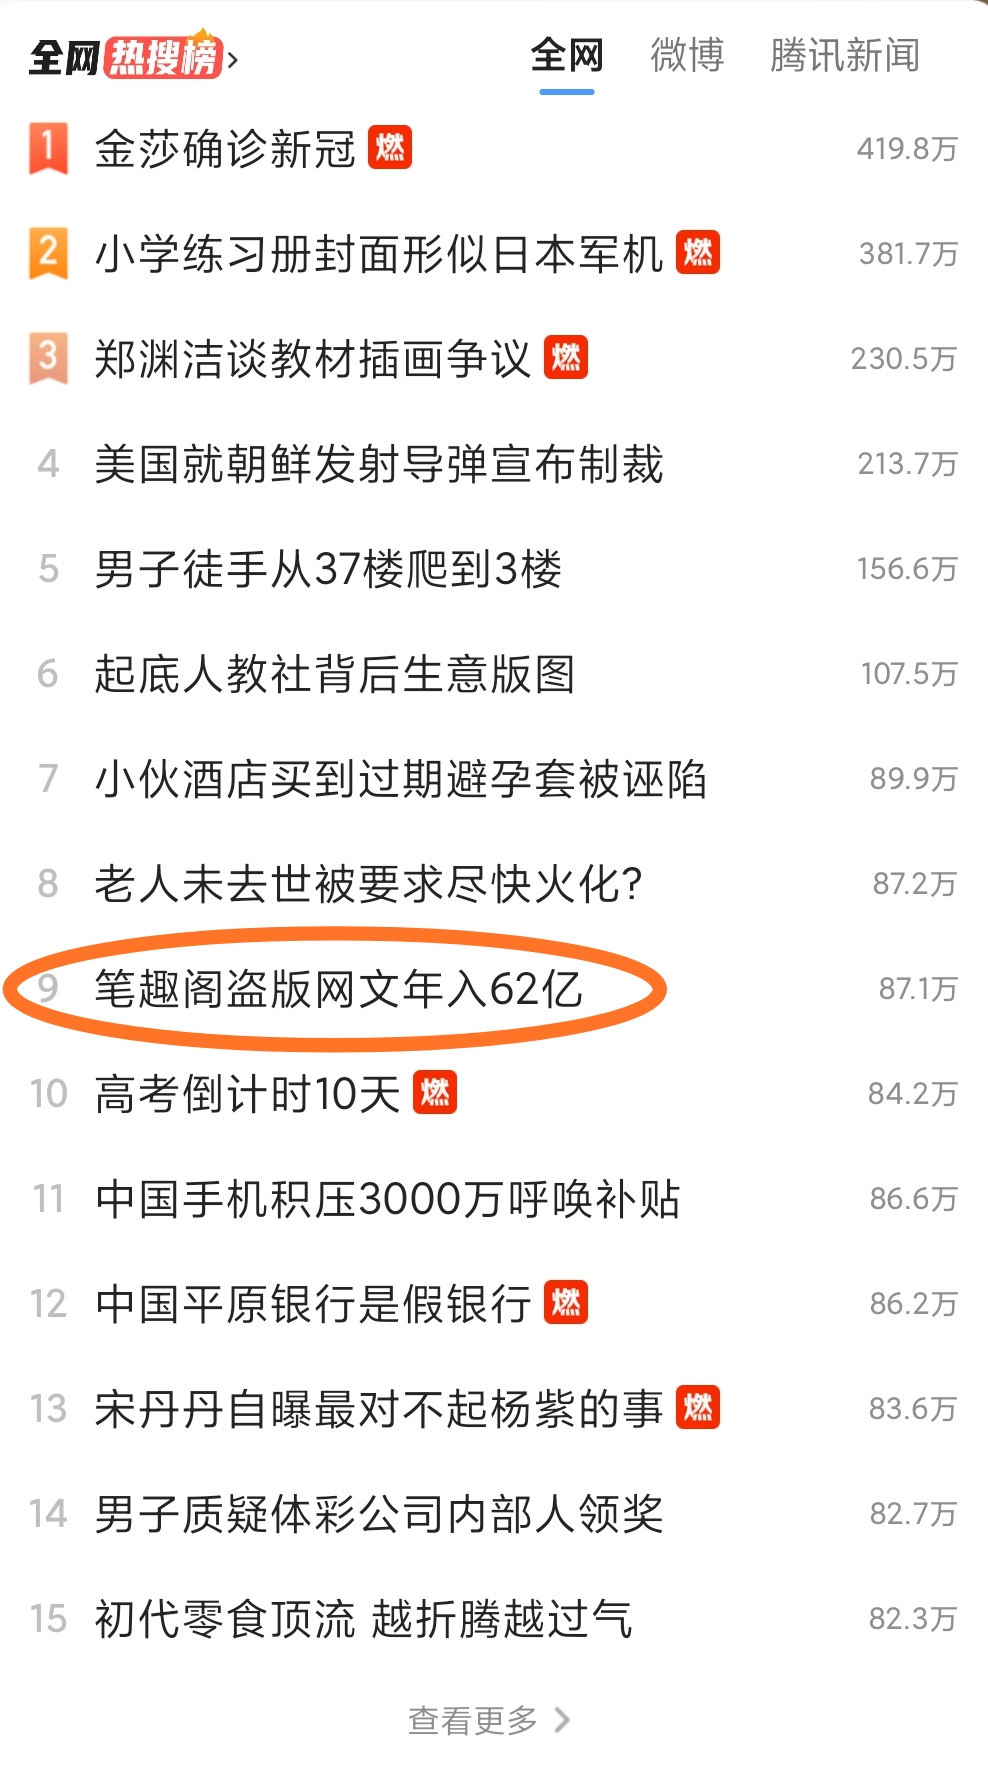 全网热搜榜 全网 微博 腾讯新闻
1 金莎确诊新冠 燃 419.8万
2 小学练习册封面形似日本军机 燃 381.7万
3 郑渊洁谈教材插画争议 燃 230.5万
4 美国就朝鲜发射导弹宣布制裁 213.7万
5 男子徒手从37楼爬到3楼 156.6万
6 起底人教社背后生意版图 107.5万
7 小伙酒店买到过期避孕套被诬陷 89.9万
8 老人未去世被要求尽快火化? 87.2万
9 笔趣阁盗版网文年入62亿 87.1万
10 高考倒计时10天 燃 84.2万
11 中国手机积压3000万呼唤补贴 86.6万
12 中国平原银行是假银行 燃 86.2万
13 宋丹丹自曝最对不起杨紫的事 燃 83.6万
14 男子质疑体彩公司内部人领奖 82.7万
15 初代零食顶流 越折腾越过气 82.3万
查看更多